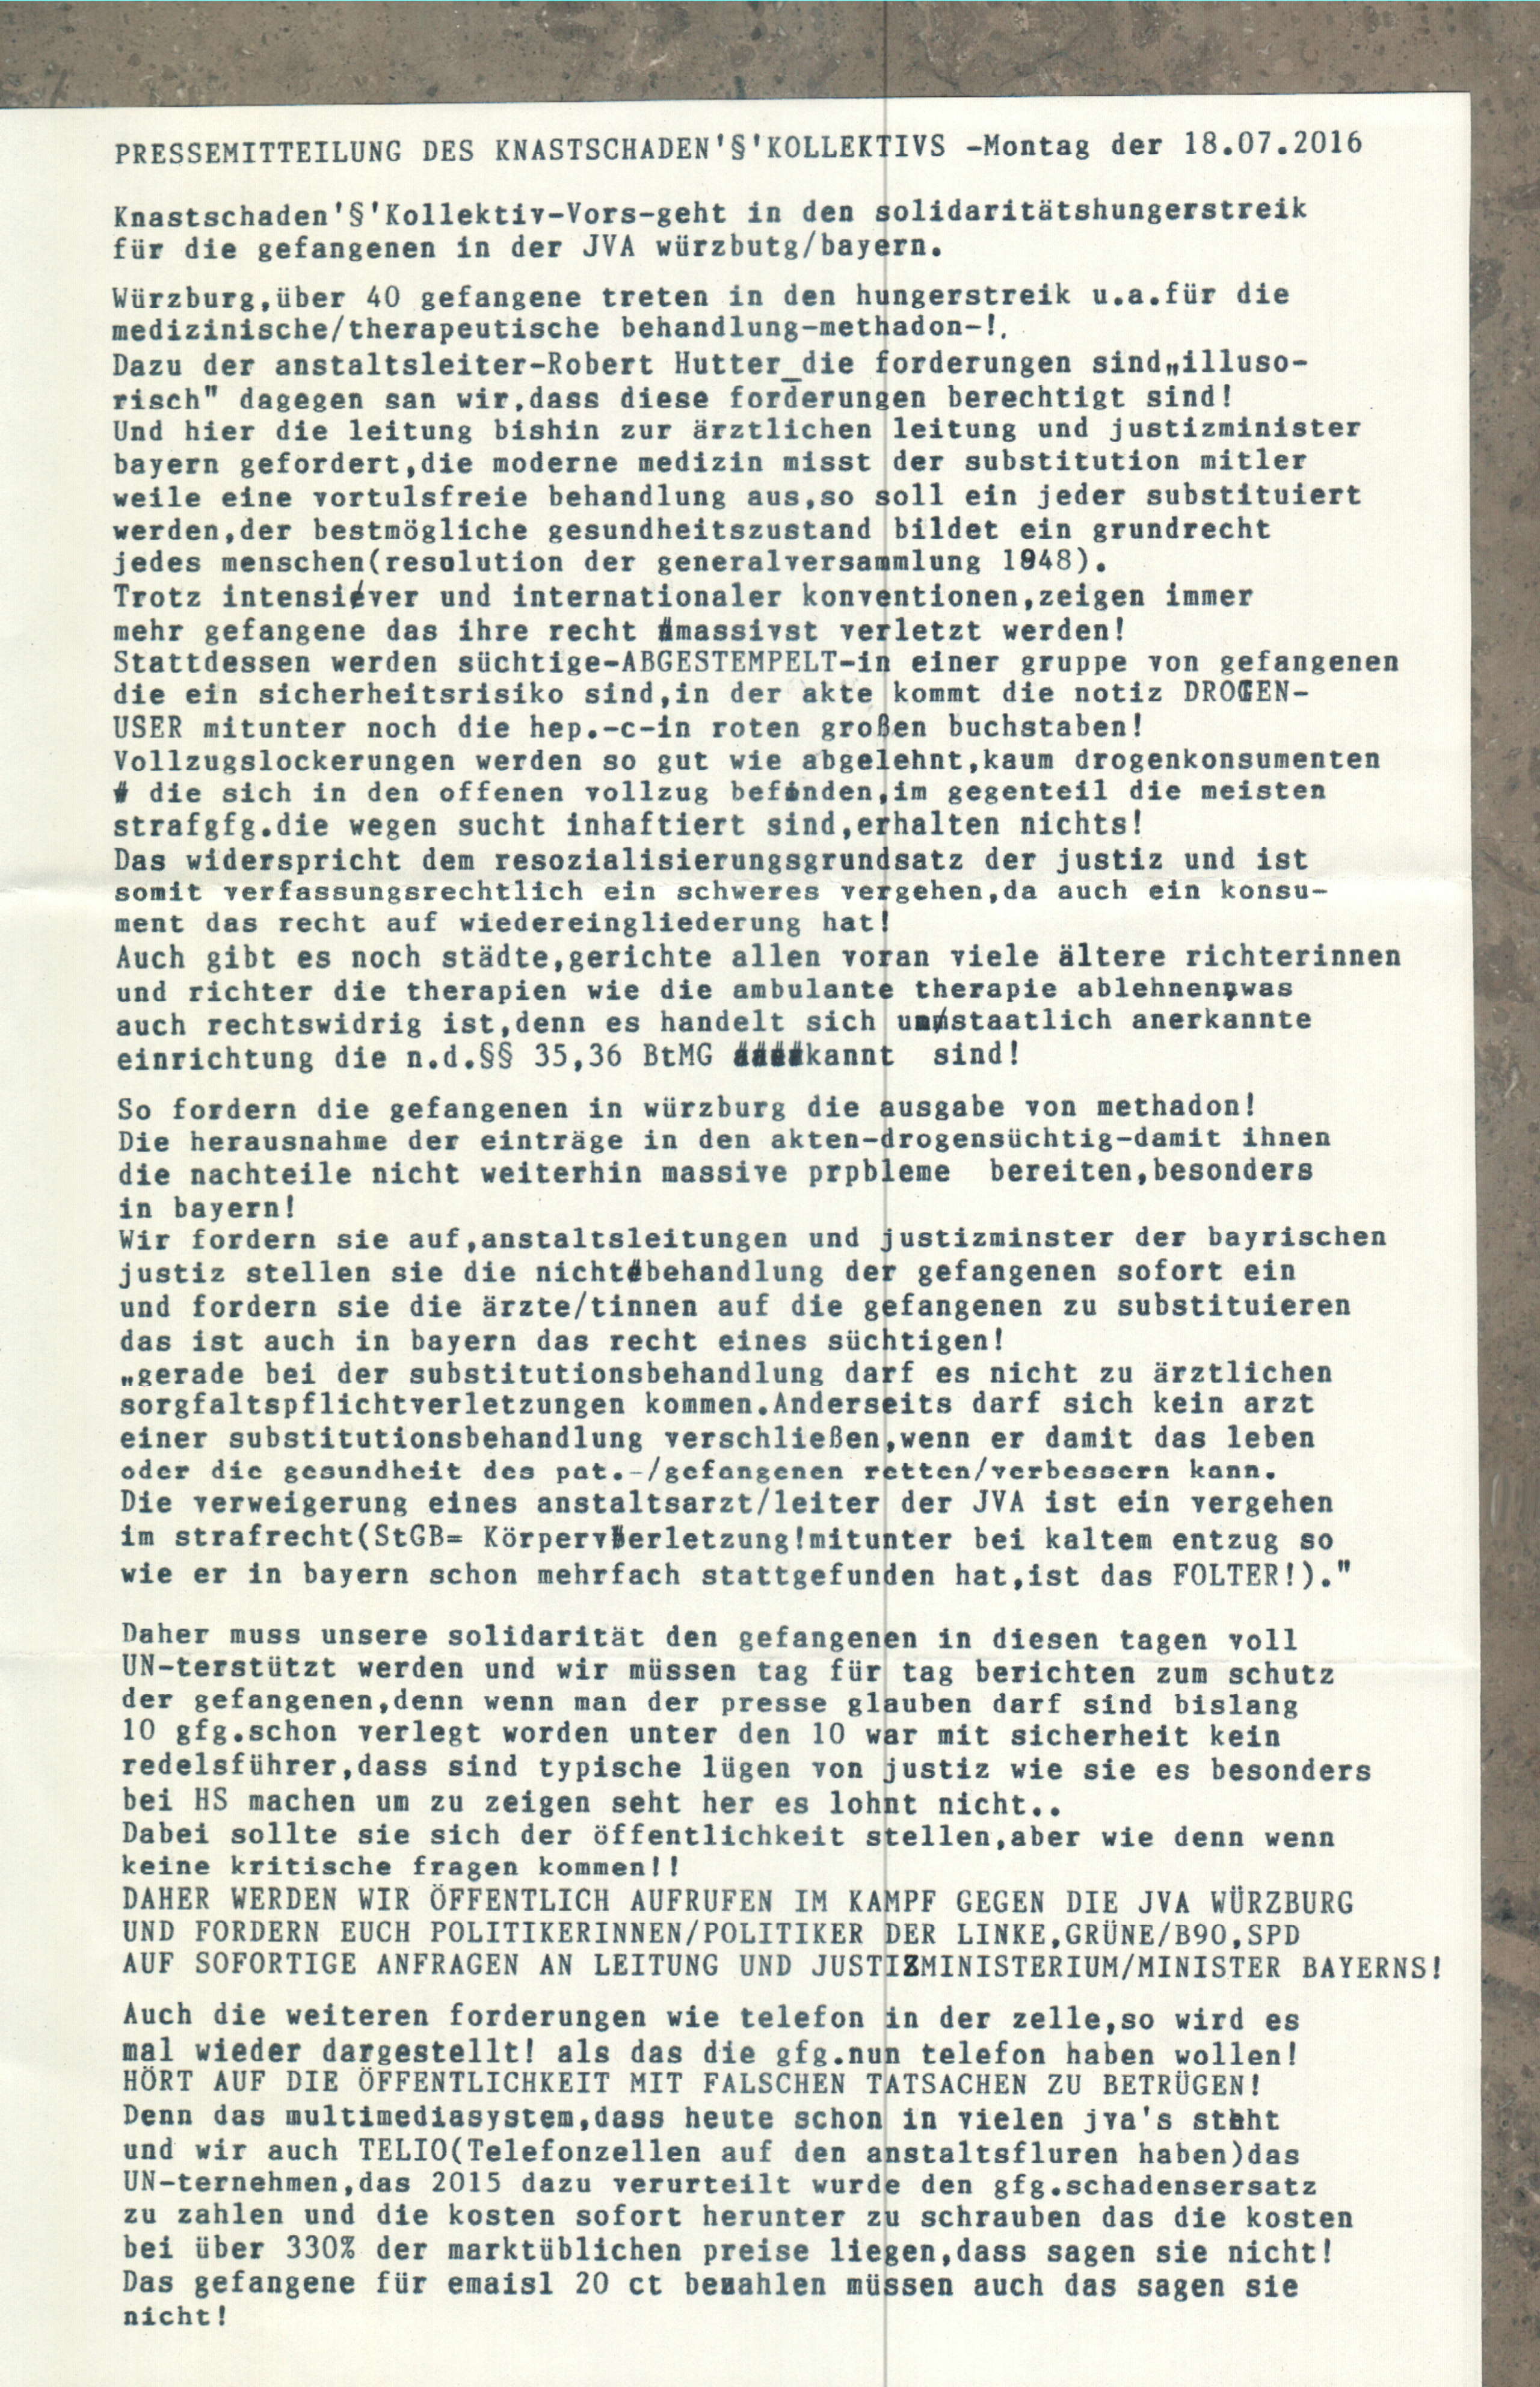 PRESSEMITTEILUNG DES KNASTSCHADEN'§'KOLLEKTIVS -Montag der 18.07.2016
Knastschaden'§'Kollektiv-Vors-geht in den solidaritätshungerstreik
für die gefangenen in der JVA würzbutg/bayern.
Würzburg,über 40 gefangene treten in den hungerstreik u.a.für die
medizinische/therapeutische behandlung-methadon-!.
Dazu der anstaltsleiter-Robert Hutter_die forderungen sind„illuso-
risch" dagegen san wir,dass diese forderungen berechtigt sind!
Und hier die leitung bishin zur ärztlichen leitung und justizminister
bayern gefordert,die moderne medizin misst der substitution mitler
weile eine vortulsfreie behandlung aus,so soll ein jeder substituiert
werden,der bestmögliche gesundheitszustand bildet ein grundrecht
jedes menschen(resolution der generalversammlung 1948).
Trotz intensiver und internationaler konventionen,zeigen immer
mehr gefangene das ihre recht massivst verletzt werden!
Stattdessen werden süchtige-ABGESTEMPELT-in einer gruppe von gefangenen
die ein sicherheitsrisiko sind,in der akte kommt die notiz DROGEN-
USER mitunter noch die hep.-c-in roten großen buchstaben!
Vollzugslockerungen werden so gut wie abgelehnt,kaum drogenkonsumenten
# die sich in den offenen vollzug befinden,im gegenteil die meisten
strafgfg.die wegen sucht inhaftiert sind,erhalten nichts!
Das widerspricht dem resozialisierungsgrundsatz der justiz und ist
somit verfassungsrechtlich ein schweres vergehen,da auch ein konsu-
ment das recht auf wiedereingliederung hat!
Auch gibt es noch städte,gerichte allen voran viele ältere richterinnen
und richter die therapien wie die ambulante therapie ablehnen,was
auch rechtswidrig ist,denn es handelt sich um staatlich anerkannte
einrichtung die n.d.§§ 35,36 BtMG kannt sind!
So fordern die gefangenen in würzburg die ausgabe von methadon!
Die herausnahme der einträge in den akten-drogensüchtig-damit ihnen
die nachteile nicht weiterhin massive prpbleme bereiten,besonders
in bayern!
Wir fordern sie auf,anstaltsleitungen und justizminster der bayrischen
justiz stellen sie die nichtbehandlung der gefangenen sofort ein
und fordern sie die ärzte/tinnen auf die gefangenen zu substituieren
das ist auch in bayern das recht eines süchtigen!
„gerade bei der substitutionsbehandlung darf es nicht zu ärztlichen
sorgfaltspflichtverletzungen kommen.Anderseits darf sich kein arzt
einer substitutionsbehandlung verschließen,wenn er damit das leben
oder die gesundheit des pat.-/gefangenen retten/verbessern kann.
Die verweigerung eines anstaltsarzt/leiter der JVA ist ein vergehen
im strafrecht(StGB= Körperverletzung!mitunter bei kaltem entzug so
wie er in bayern schon mehrfach stattgefunden hat,ist das FOLTER!)."
Daher muss unsere solidarität den gefangenen in diesen tagen voll
UN-terstützt werden und wir müssen tag für tag berichten zum schutz
der gefangenen,denn wenn man der presse glauben darf sind bislang
10 gfg.schon verlegt worden unter den 10 war mit sicherheit kein
redelsführer,dass sind typische lügen von justiz wie sie es besonders
bei HS machen um zu zeigen seht her es lohnt nicht..
Dabei sollte sie sich der öffentlichkeit stellen,aber wie denn wenn
keine kritische fragen kommen!!
DAHER WERDEN WIR ÖFFENTLICH AUFRUFEN IM KAMPF GEGEN DIE JVA WÜRZBURG
UND FORDERN EUCH POLITIKERINNEN/POLITIKER DER LINKE,GRÜNE/B90,SPD
AUF SOFORTIGE ANFRAGEN AN LEITUNG UND JUSTIZMINISTERIUM/MINISTER BAYERNS!
Auch die weiteren forderungen wie telefon in der zelle,so wird es
mal wieder dargestellt! als das die gfg.nun telefon haben wollen!
HÖRT AUF DIE ÖFFENTLICHKEIT MIT FALSCHEN TATSACHEN ZU BETRÜGEN!
Denn das multimediasystem,dass heute schon in vielen jva's steht
und wir auch TELIO(Telefonzellen auf den anstaltsfluren haben)das
UN-ternehmen,das 2015 dazu verurteilt wurde den gfg.schadensersatz
zu zahlen und die kosten sofort herunter zu schrauben das die kosten
bei über 330% der marktüblichen preise liegen,dass sagen sie nicht!
Das gefangene für emaisl 20 ct bezahlen müssen auch das sagen sie
nicht!